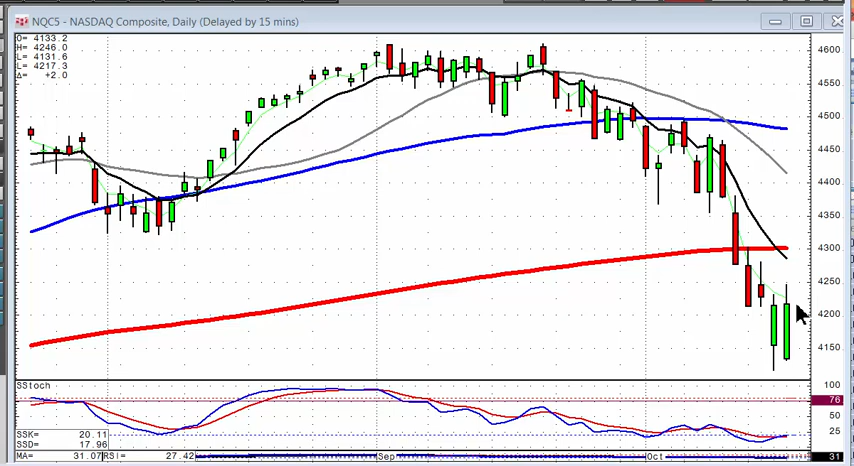 NQC5 - NASDAQ Composite, Daily (Delayed by 15 mins)
O= 4133.2
H= 4246.0
L= 4131.6
L= 4217.3
Δ= +2.0
4600
4550
4500
4450
4400
4350
4300
4250
4200
4150
SStoch
100
76
50
25
SSK= 20.11
SSD= 17.96
MA= 31.07 RSI= 27.42
Sep
Oct
31